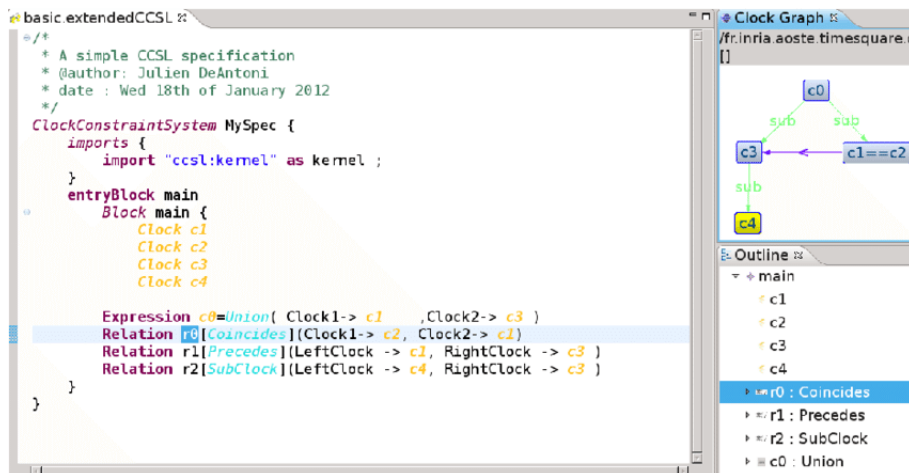 basic.extendedCCSL
/*
* A simple CCSL specification
* @author: Julien DeAntoni
* date : Wed 18th of January 2012
*/
ClockConstraintSystem MySpec {
imports {
import "ccsl:kernel" as kernel ;
}
entryBlock main
Block main {
Clock c1
Clock c2
Clock c3
Clock c4
Expression c0=Union( Clock1-> c1 ,Clock2-> c3 )
Relation r0[Coincides](Clock1-> c2, Clock2-> c1)
Relation r1[Precedes](LeftClock -> c1, RightClock -> c3 )
Relation r2[SubClock](LeftClock -> c4, RightClock -> c3 )
}
}
Clock Graph
/fr.inria.aoste.timesquare.
[]
c0
sub sub
c3 c1==c2
sub
c4
Outline
main
c1
c2
c3
c4
r0 : Coincides
r1 : Precedes
r2 : SubClock
c0 : Union